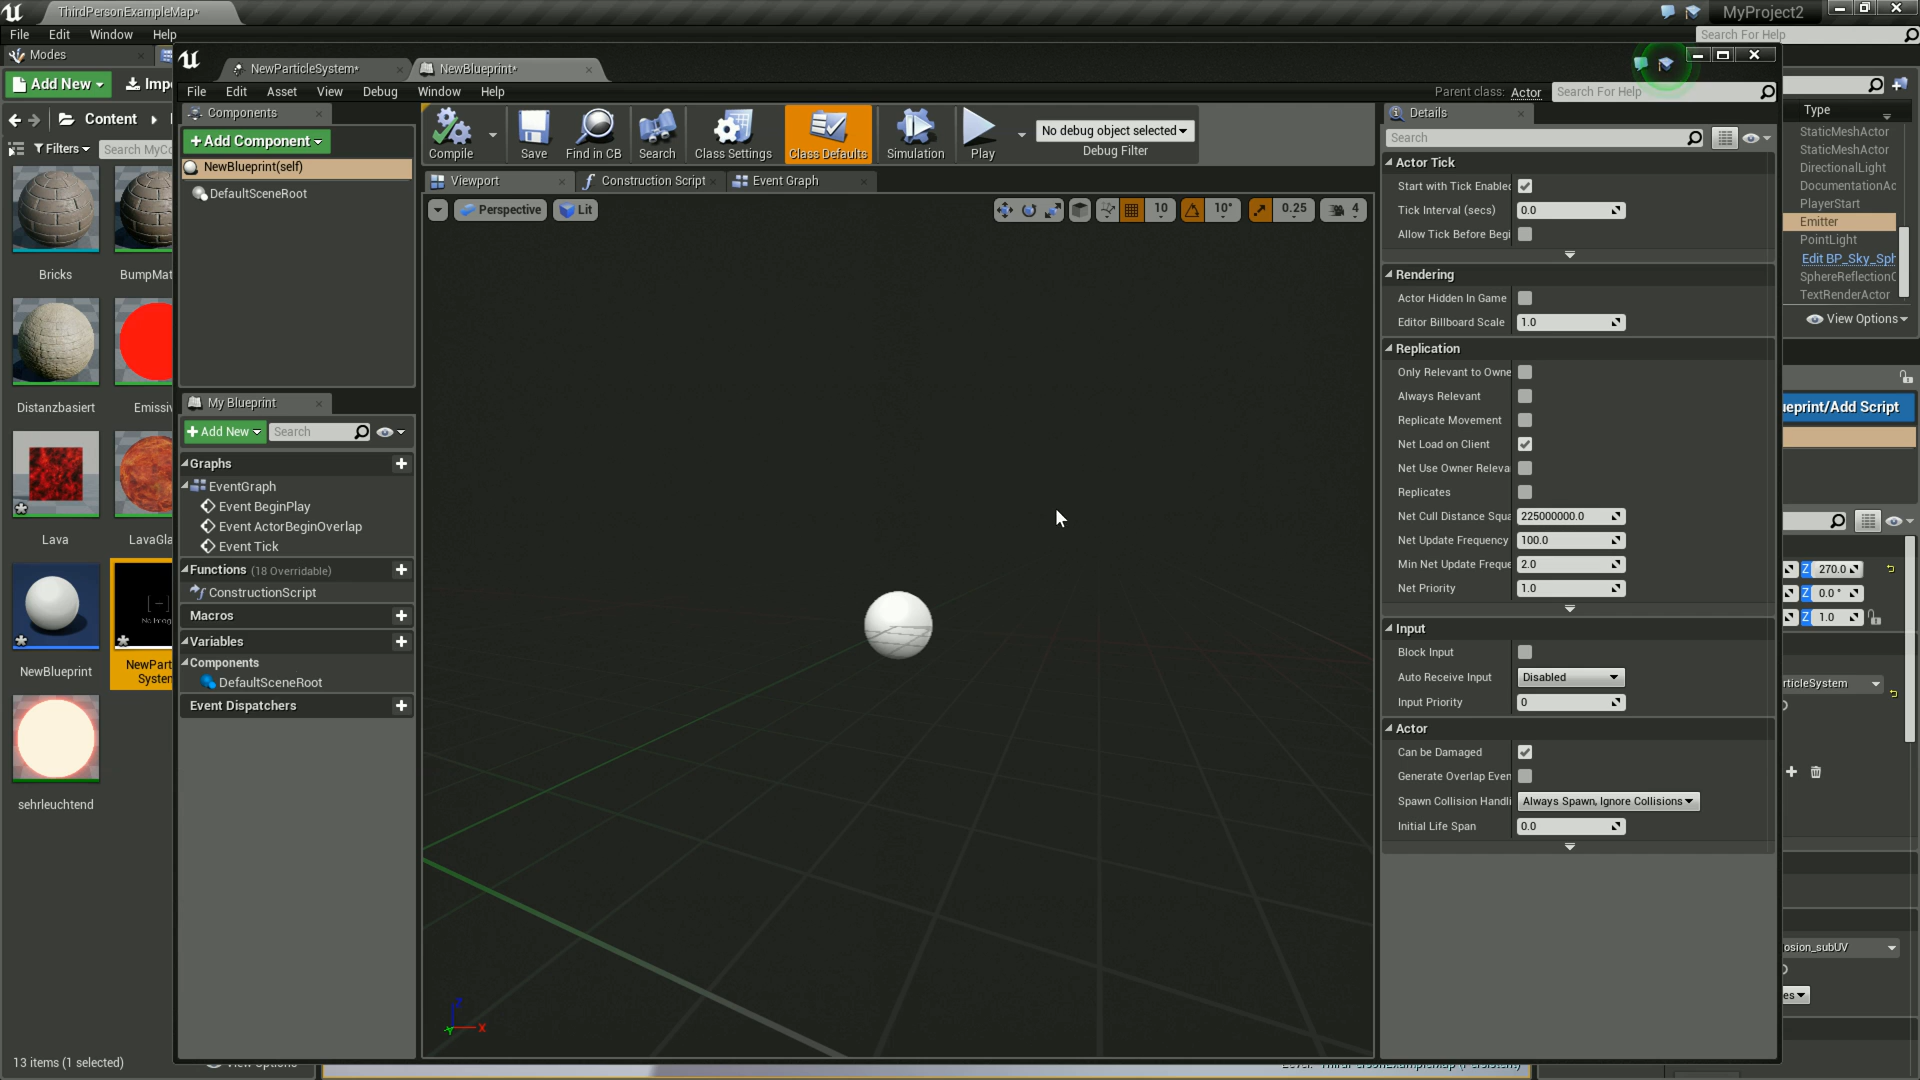 ThirdPersonExampleMap*
MyProject2
File Edit Window Help
Search For Help
Modes
NewParticleSystem*
NewBlueprint*
Add New
File Edit Asset View Debug Window Help
Parent class: Actor
Search For Help
Components
Details
Type
Content
Compile
Save
Find in CB
Search
Class Settings
Class Defaults
Simulation
Play
No debug object selected
Debug Filter
+Add Component
Search
StaticMeshActor
StaticMeshActor
DirectionalLight
PlayerStart
Emitter
PointLight
Edit BP_Sky_Sph
TextRenderActor
View Options
Filters
NewBlueprint(self)
DefaultSceneRoot
Viewport
Construction Script
Event Graph
Perspective
Lit
10
10°
0.25
4
Actor Tick
Start with Tick Enabled
Tick Interval (secs) 0.0
Allow Tick Before Begi
Rendering
Actor Hidden In Game
Editor Billboard Scale 1.0
Replication
Only Relevant to Owne
Always Relevant
Replicate Movement
Net Load on Client
Net Use Owner Releva
Replicates
Net Cull Distance Squa 225000000.0
Net Update Frequency 100.0
Min Net Update Freque 2.0
Net Priority 1.0
Input
Block Input
Auto Receive Input Disabled
Input Priority 0
Actor
Can be Damaged
Generate Overlap Even
Spawn Collision Handli Always Spawn, Ignore Collisions
Initial Life Span 0.0
Bricks
BumpMat
Distanzbasiert
Emissi
Lava
LavaGla
NewBlueprint
NewPart
System
sehrleuchtend
13 items (1 selected)
My Blueprint
+Add New
Search
Graphs
EventGraph
Event BeginPlay
Event ActorBeginOverlap
Event Tick
Functions (18 Overridable)
ConstructionScript
Macros
Variables
Components
DefaultSceneRoot
Event Dispatchers
ueprint/Add Script
Z 270.0
Z 0.0 °
Z 1.0
rticleSystem
osion_subUV
es
Z
X
Y